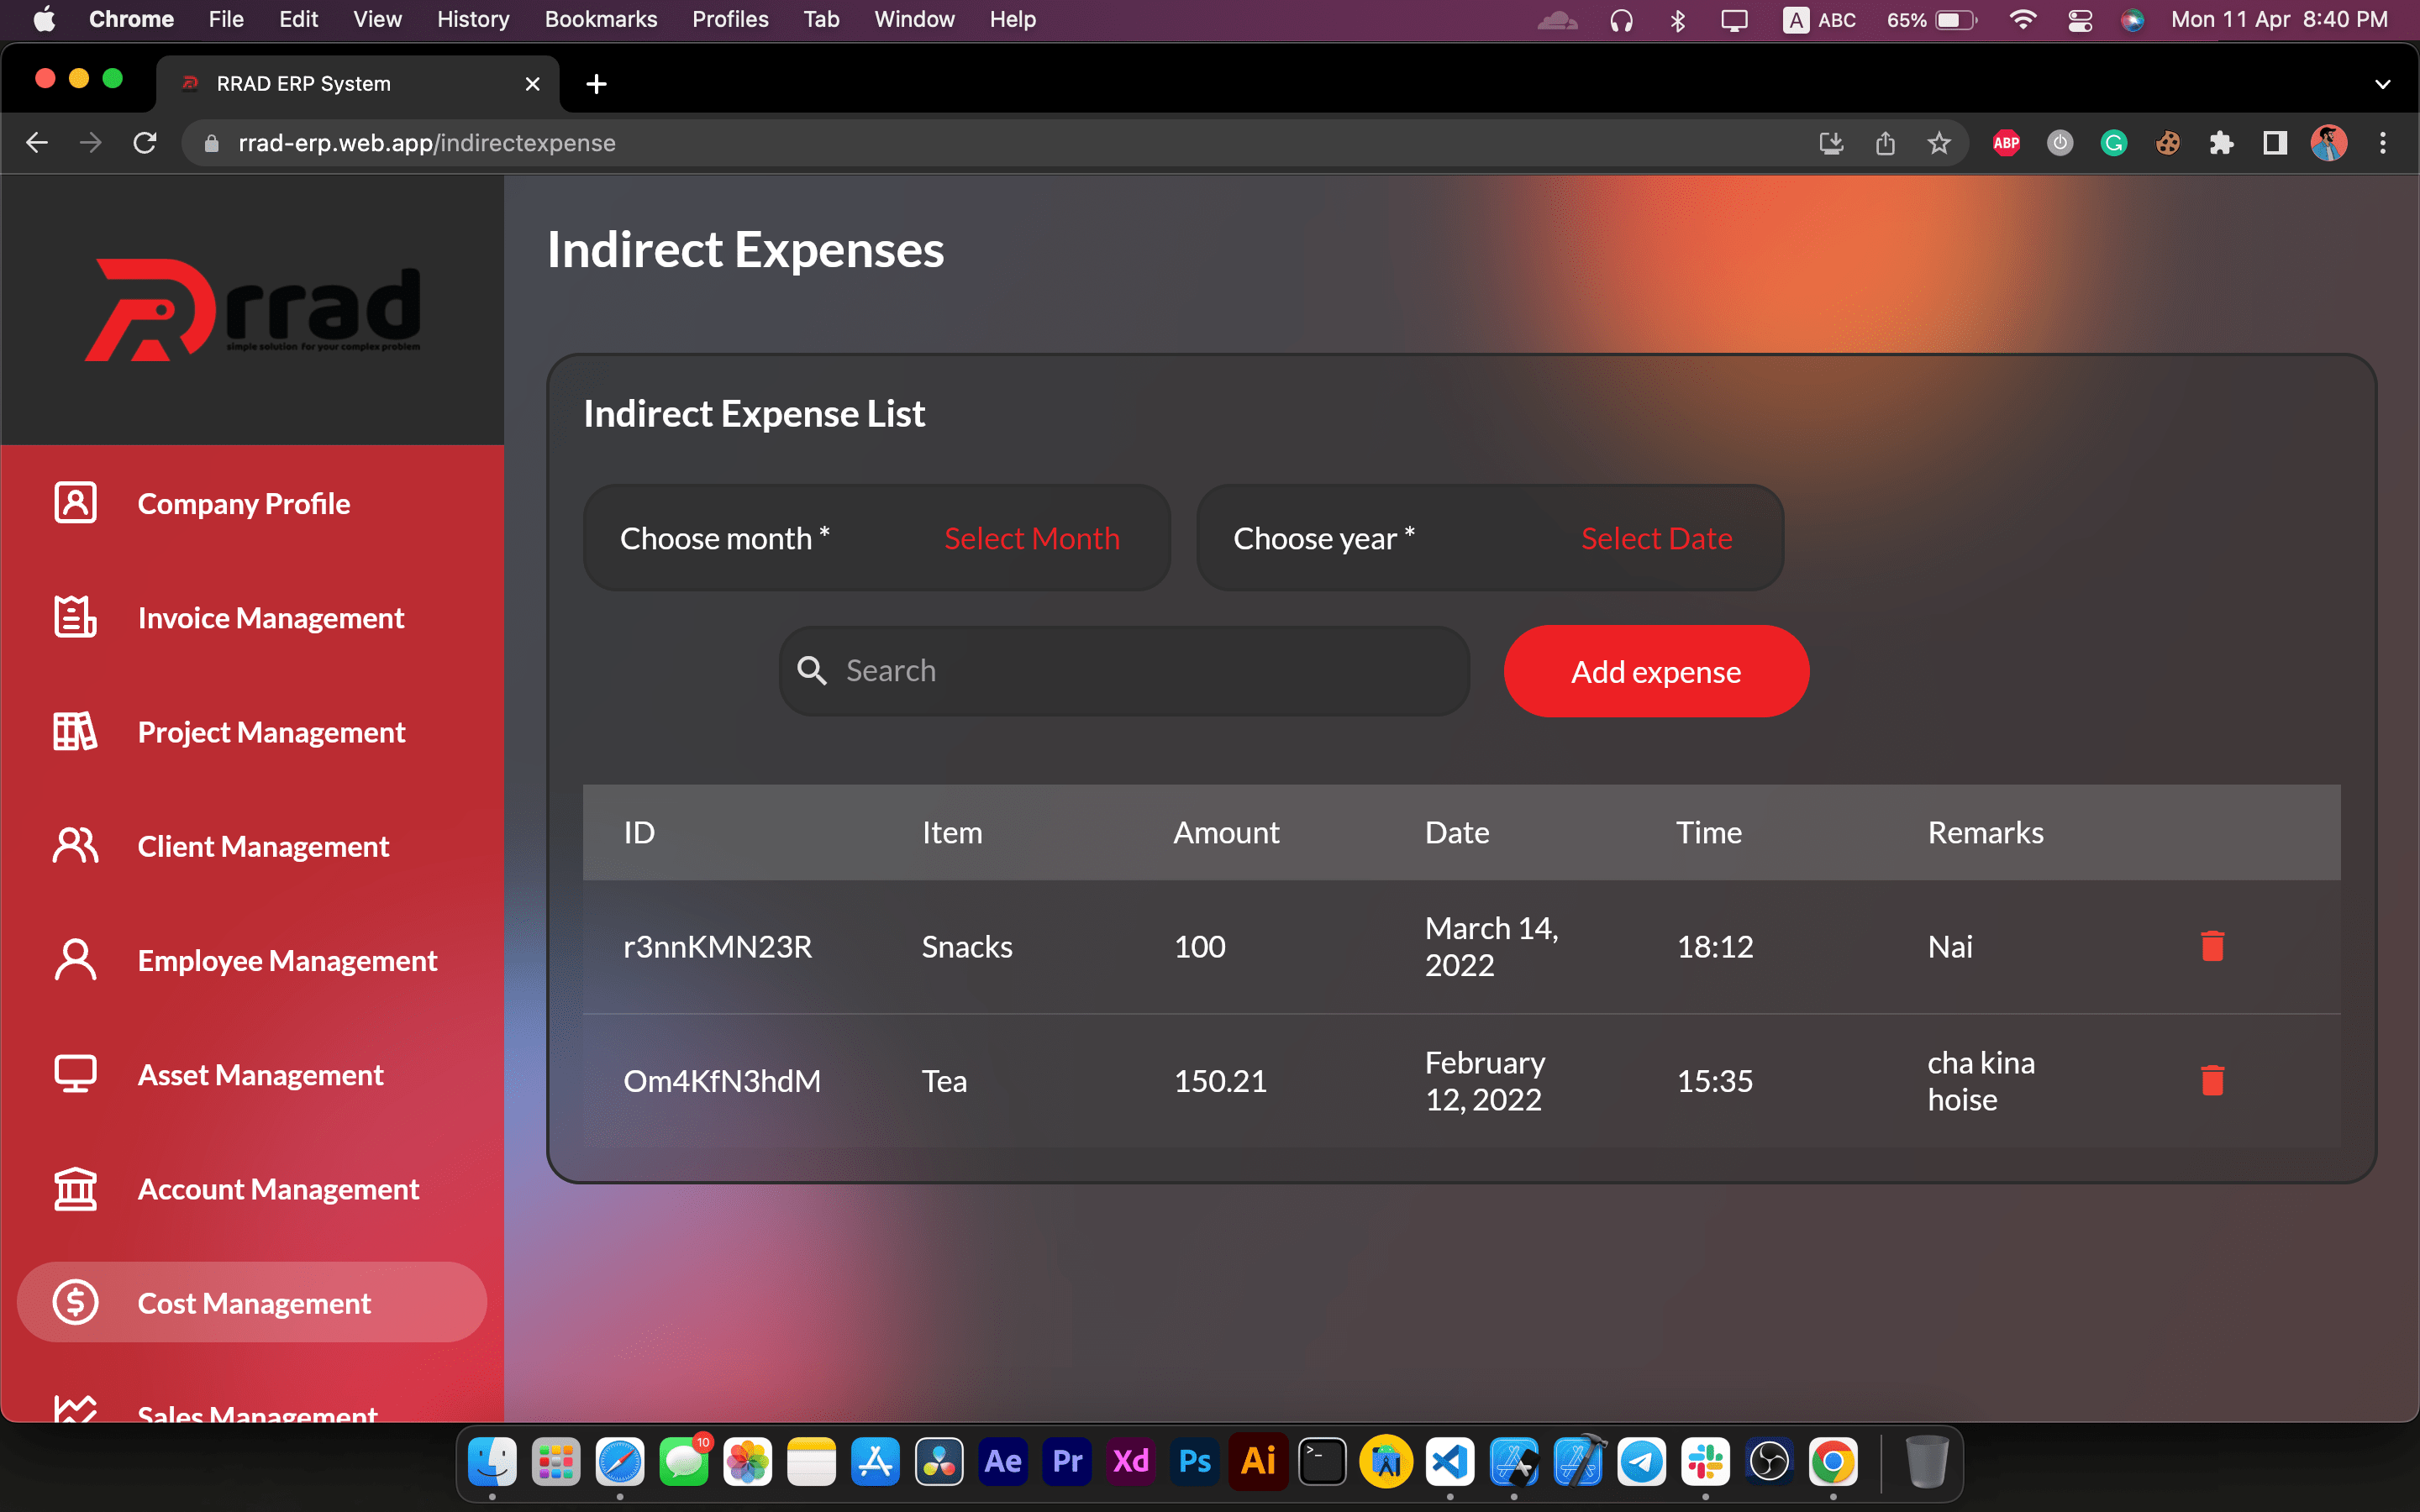 Chrome File Edit View History Bookmarks Profiles Tab Window Help
A ABC 65% Mon 11 Apr 8:40 PM
RRAD ERP System
rrad-erp.web.app/indirectexpense
ABP
rrad
simple solution for your complex problem
Company Profile
Invoice Management
Project Management
Client Management
Employee Management
Asset Management
Account Management
Cost Management
Sales Management
Indirect Expenses
Indirect Expense List
Choose month * Select Month
Choose year * Select Date
Search
Add expense
ID Item Amount Date Time Remarks
r3nnKMN23R Snacks 100 March 14, 2022 18:12 Nai
Om4KfN3hdM Tea 150.21 February 12, 2022 15:35 cha kina hoise
10
Ae Pr Xd Ps Ai